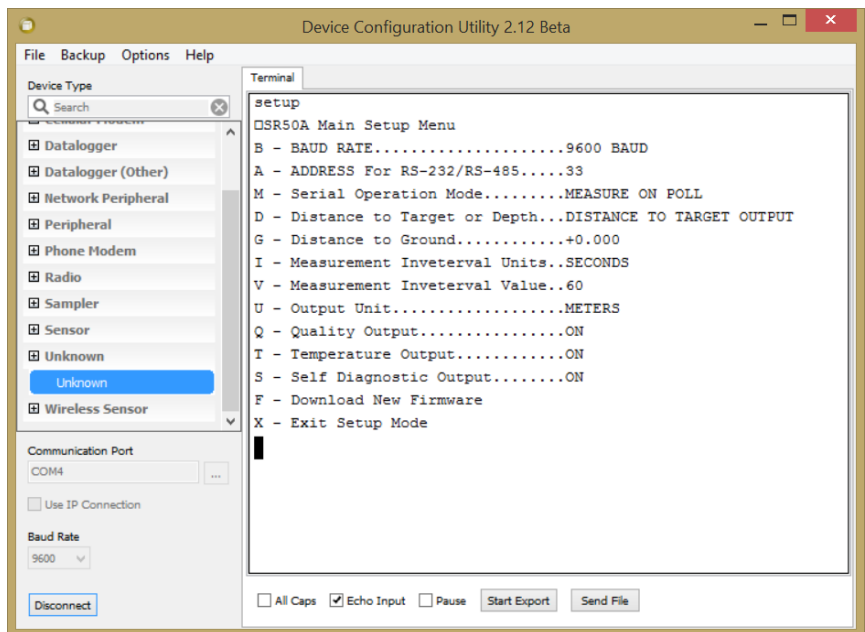 Device Configuration Utility 2.12 Beta
File Backup Options Help
Device Type
Search
Datalogger
Datalogger (Other)
Network Peripheral
Peripheral
Phone Modem
Radio
Sampler
Sensor
Unknown
Unknown
Wireless Sensor
Communication Port
COM4
...
Use IP Connection
Baud Rate
9600
Disconnect
Terminal
setup
□SR50A Main Setup Menu
B - BAUD RATE.....................9600 BAUD
A - ADDRESS For RS-232/RS-485.....33
M - Serial Operation Mode.........MEASURE ON POLL
D - Distance to Target or Depth...DISTANCE TO TARGET OUTPUT
G - Distance to Ground............+0.000
I - Measurement Inveterval Units..SECONDS
V - Measurement Inveterval Value..60
U - Output Unit...................METERS
Q - Quality Output................ON
T - Temperature Output............ON
S - Self Diagnostic Output........ON
F - Download New Firmware
X - Exit Setup Mode
All Caps Echo Input Pause Start Export Send File